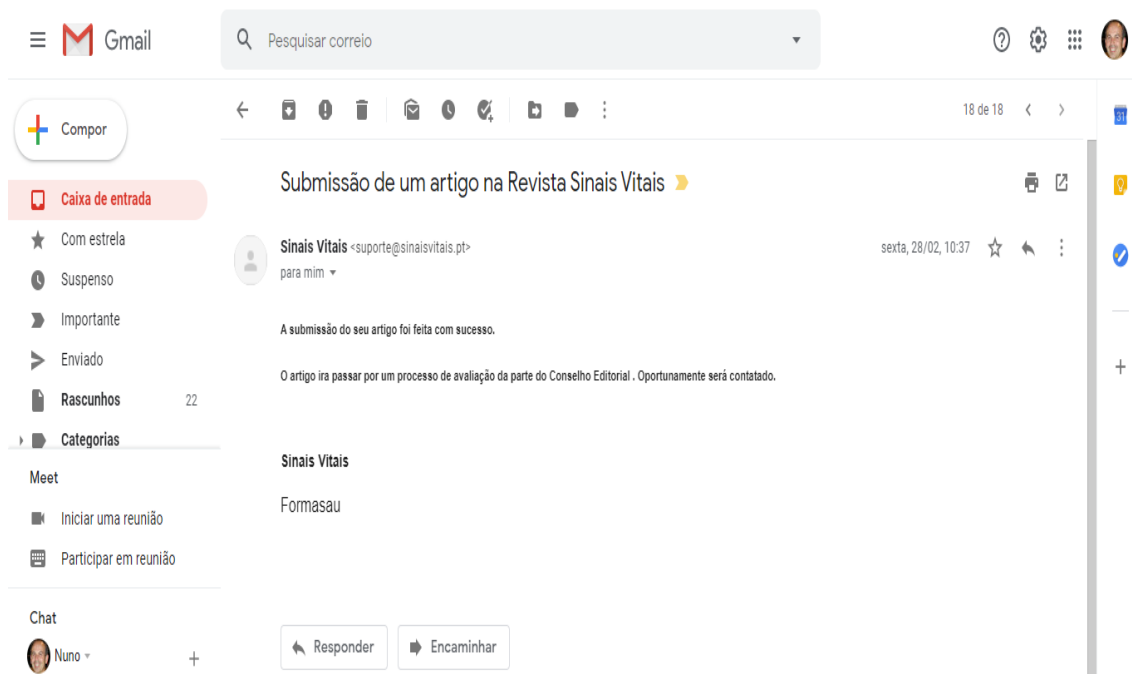 Gmail
Pesquisar correio
Compor
18 de 18
31
Caixa de entrada
Com estrela
Suspenso
Importante
Enviado
Rascunhos 22
Categorias
Meet
Iniciar uma reunião
Participar em reunião
Chat
Nuno
Submissão de um artigo na Revista Sinais Vitais
Sinais Vitais <suporte@sinaisvitais.pt> sexta, 28/02, 10:37
para mim
A submissão do seu artigo foi feita com sucesso.
O artigo ira passar por um processo de avaliação da parte do Conselho Editorial . Oportunamente será contatado.
Sinais Vitais
Formasau
Responder Encaminhar